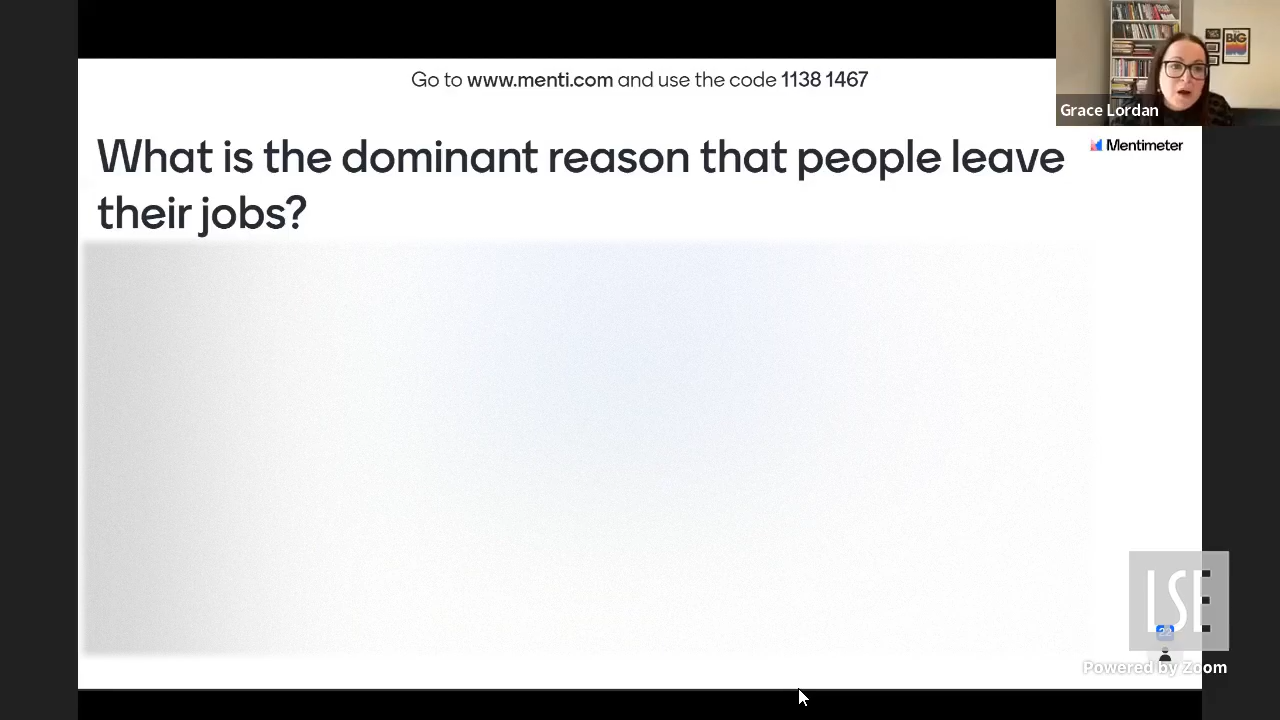 Go to www.menti.com and use the code 1138 1467
Grace Lordan
Mentimeter
What is the dominant reason that people leave
their jobs?
BIG
LSE
Powered by Zoom